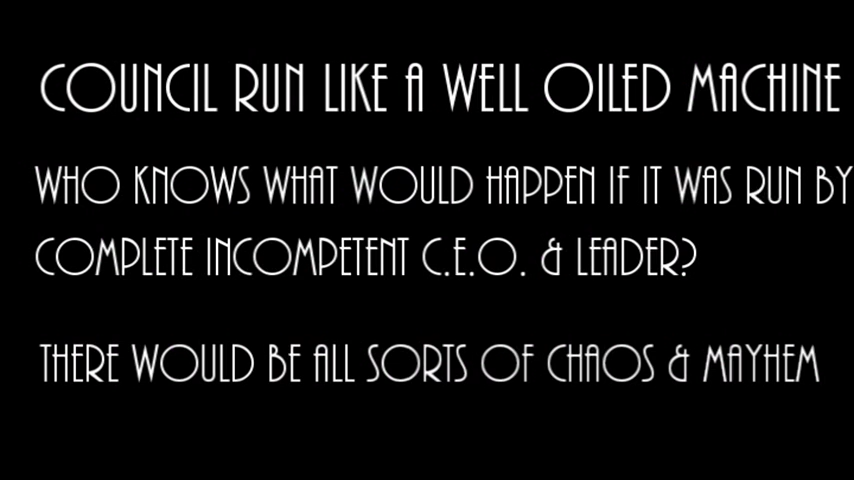 COUNCIL RUN LIKE A WELL OILED MACHINE
WHO KNOWS WHAT WOULD HAPPEN IF IT WAS RUN BY
COMPLETE INCOMPETENT C.E.O. & LEADER?
THERE WOULD BE ALL SORTS OF CHAOS & MAYHEM